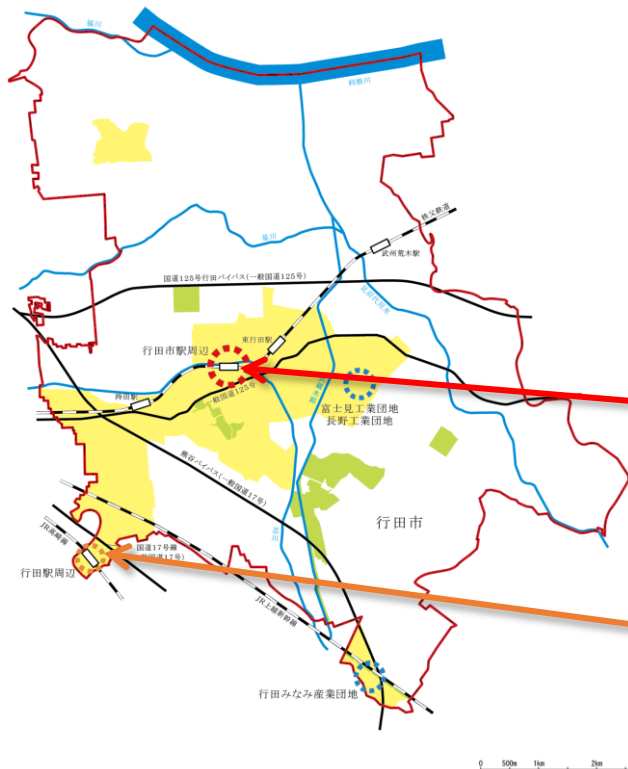 福川
利根川
秩父鉄道
星川
武州荒木駅
国道125号行田バイパス(一般国道125号)
見沼代用水
東行田駅
行田市駅周辺
持田駅
一般国道125号
富士見工業団地
長野工業団地
熊谷バイパス(一般国道17号)
行田市
忍川
JR高崎線
国道17号線
般国道17号)
行田駅周辺
JR上越新幹線
行田みなみ産業団地
0 500m 1km 2km